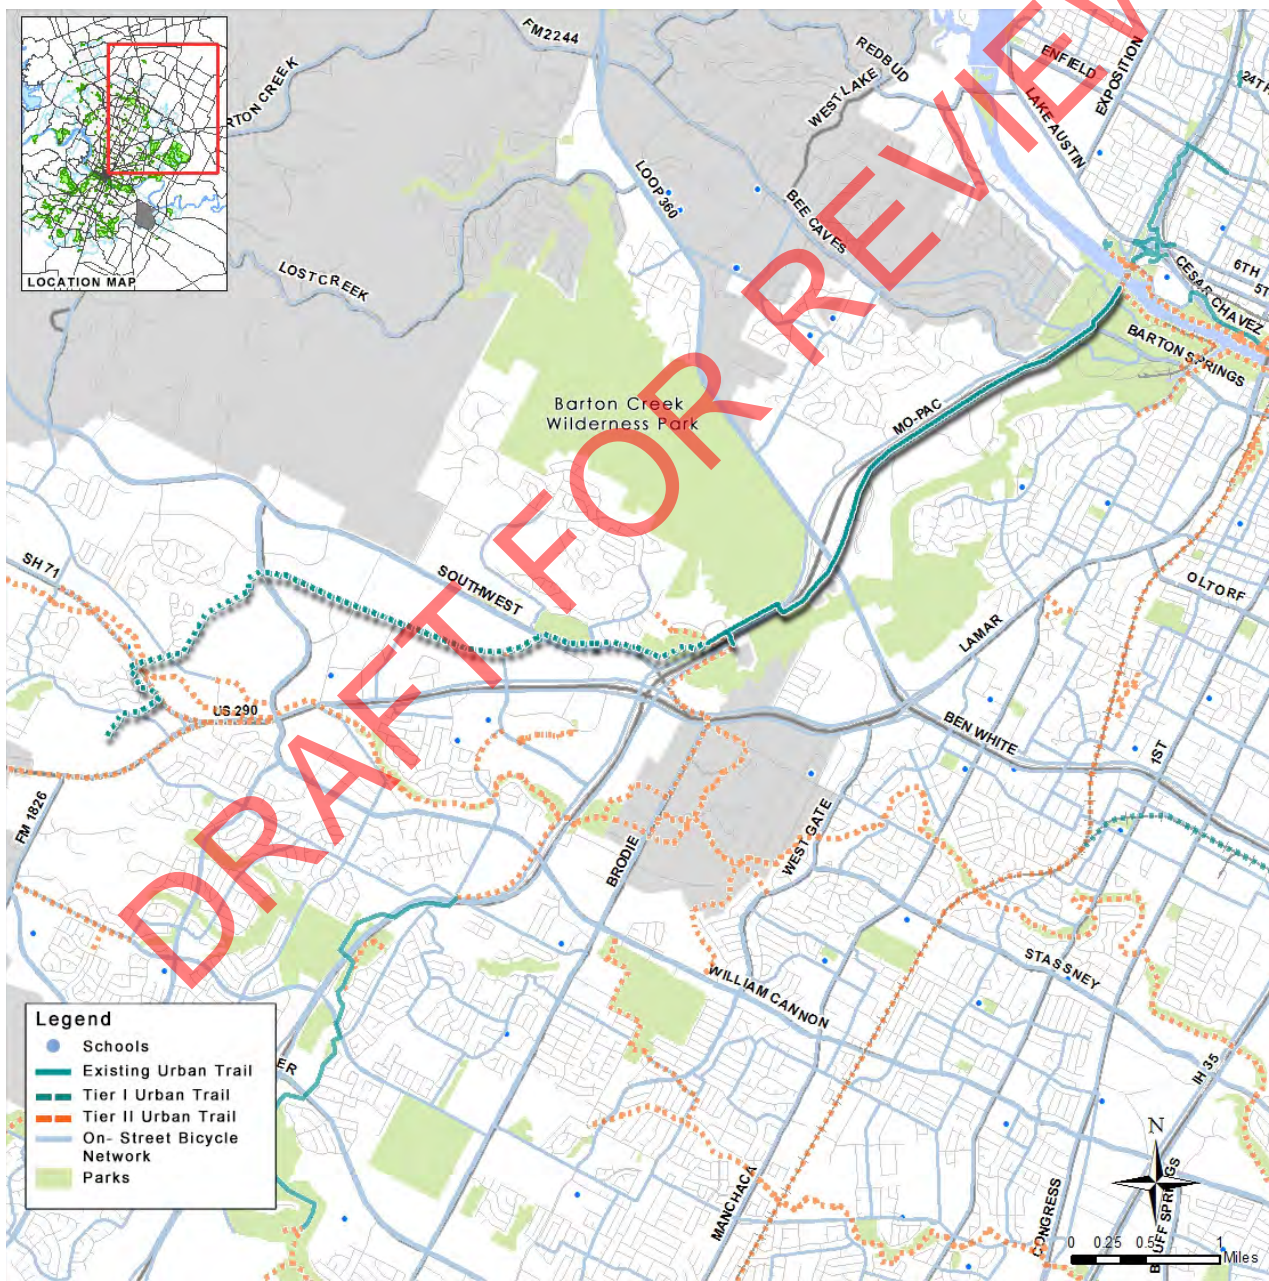 FM2244
REDBUD
ENFIELD
EXPOSITION
24TH
WEST LAKE
LAKE AUSTIN
RTON CREEK
LOOP 360
BEE CAVES
LOCATION MAP
LOST CREEK
6TH
5T
CESAR CHAVEZ
BARTON SPRINGS
Barton Creek
Wilderness Park
MO-PAC
SH 71
SOUTHWEST
OLTORF
LAMAR
US 290
BEN WHITE
1ST
FM 1826
BRODIE
WEST GATE
STASSNEY
WILLIAM CANNON
IH 35
ER
MANCHACA
CONGRESS
DRAFT FOR REVIEW
Legend
Schools
Existing Urban Trail
Tier I Urban Trail
Tier II Urban Trail
On- Street Bicycle
Network
Parks
N
0 0.25 0.5 1
Miles